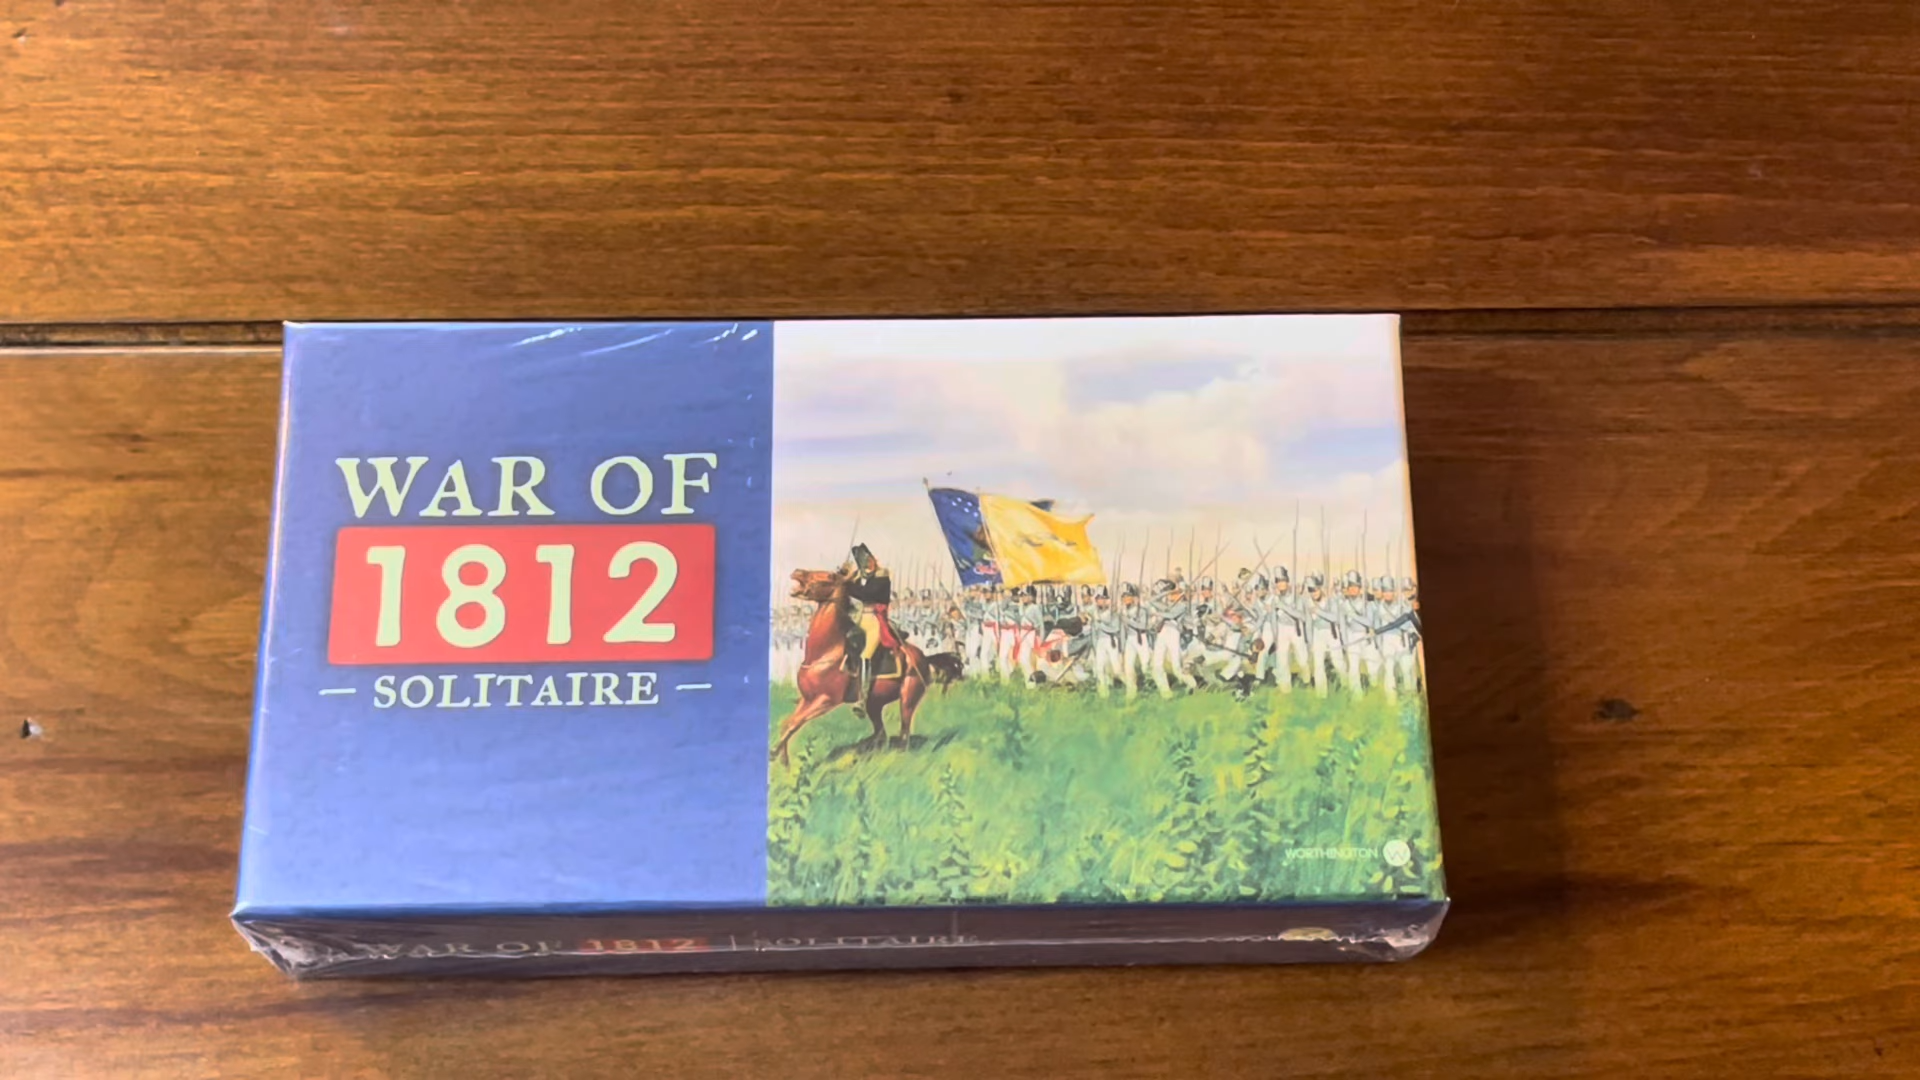 WAR OF
1812
– SOLITAIRE –
WORTHINGTON W
WAR OF 1812 | SOLITAIRE